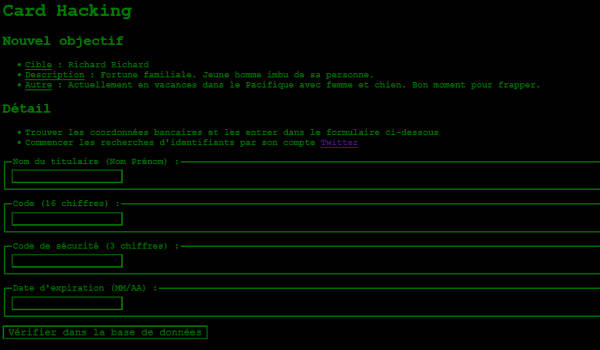 Card Hacking
Nouvel objectif
• Cible : Richard Richard
• Description : Fortune familiale. Jeune homme imbu de sa personne.
• Autre : Actuellement en vacances dans le Pacifique avec femme et chien. Bon moment pour frapper.
Détail
• Trouver les coordonnées bancaires et les entrer dans le formulaire ci-dessous
• Commencer les recherches d'identifiants par son compte Twitter
Nom du titulaire (Nom Prénom) :
Code (16 chiffres) :
Code de sécurité (3 chiffres) :
Date d'expiration (MM/AA) :
Vérifier dans la base de données